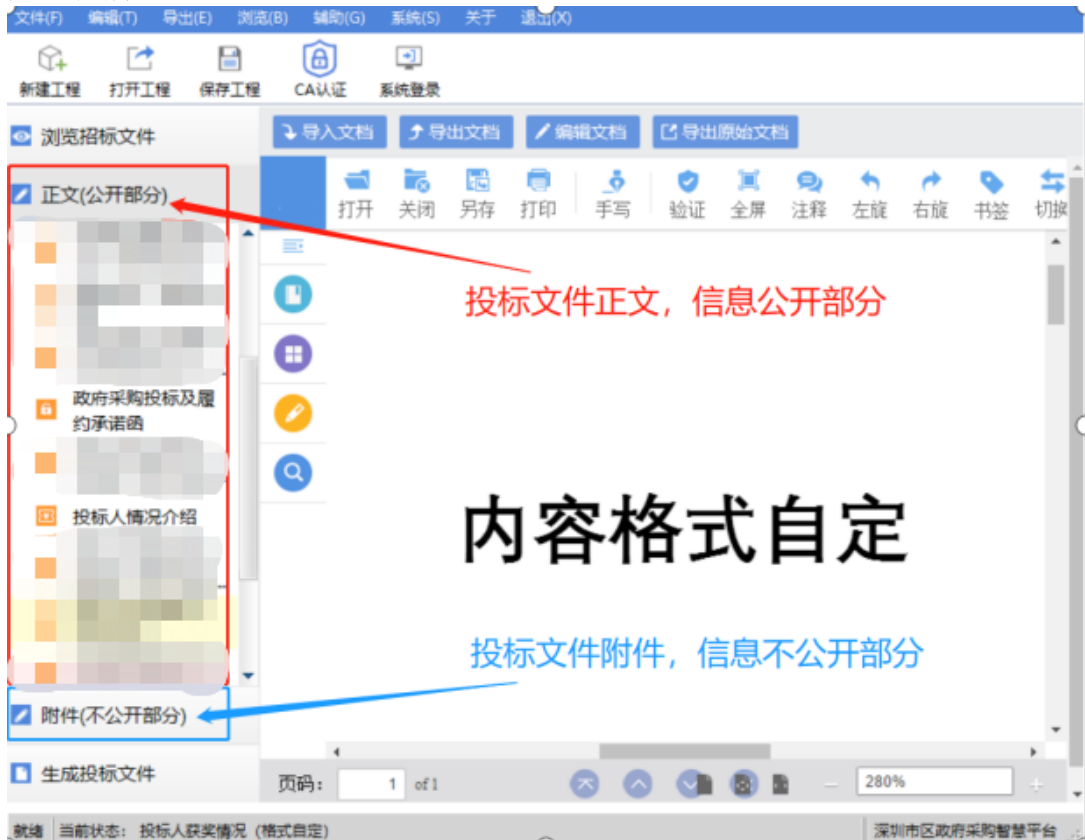 文件(F) 编辑(T) 导出(E) 浏览(B) 辅助(G) 系统(S) 关于 退出(X)
新建工程 打开工程 保存工程 CA认证 系统登录
浏览招标文件
导入文档 导出文档 编辑文档 导出原始文档
正文(公开部分)
打开 关闭 另存 打印 手写 验证 全屏 注释 左旋 右旋 书签 切换
投标文件正文，信息公开部分
政府采购投标及履
约承诺函
投标人情况介绍
内容格式自定
投标文件附件，信息不公开部分
附件(不公开部分)
生成投标文件
页码: 1 of 1 280%
就绪 当前状态: 投标人获奖情况 (格式自定) 深圳市区政府采购智慧平台